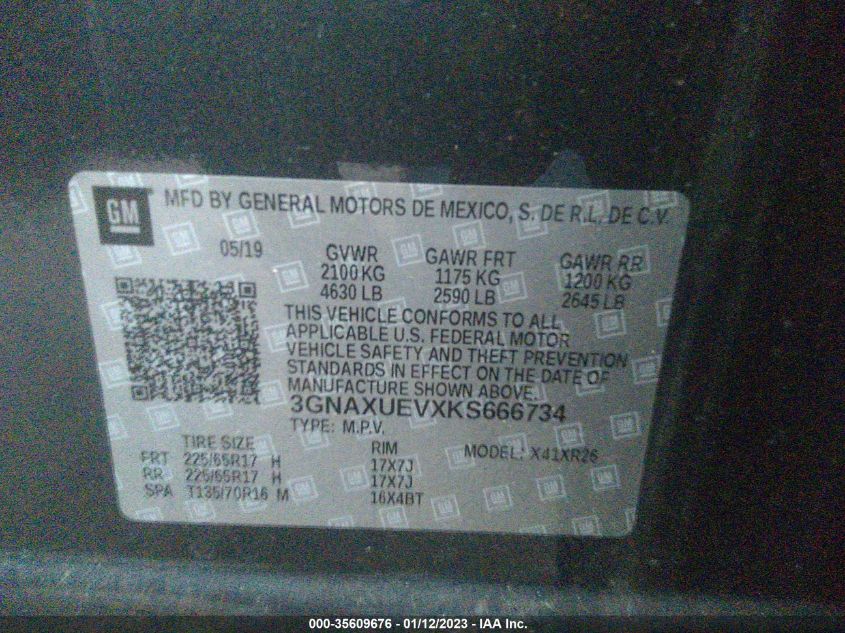 GM
MFD BY GENERAL MOTORS DE MEXICO, S. DE R.L. DE C.V.
05/19
GVWR GAWR FRT GAWR RR
2100 KG 1175 KG 1200 KG
4630 LB 2590 LB 2645 LB
THIS VEHICLE CONFORMS TO ALL
APPLICABLE U.S. FEDERAL MOTOR
VEHICLE SAFETY AND THEFT PREVENTION
STANDARDS IN EFFECT ON THE DATE OF
MANUFACTURE SHOWN ABOVE.
3GNAXUEVXKS666734
TYPE: M.P.V.
TIRE SIZE RIM MODEL: X41XR26
FRT 225/65R17 H 17X7J
RR 225/65R17 H 17X7J
SPA T135/70R16 M 16X4BT
000-35609676 - 01/12/2023 - IAA Inc.